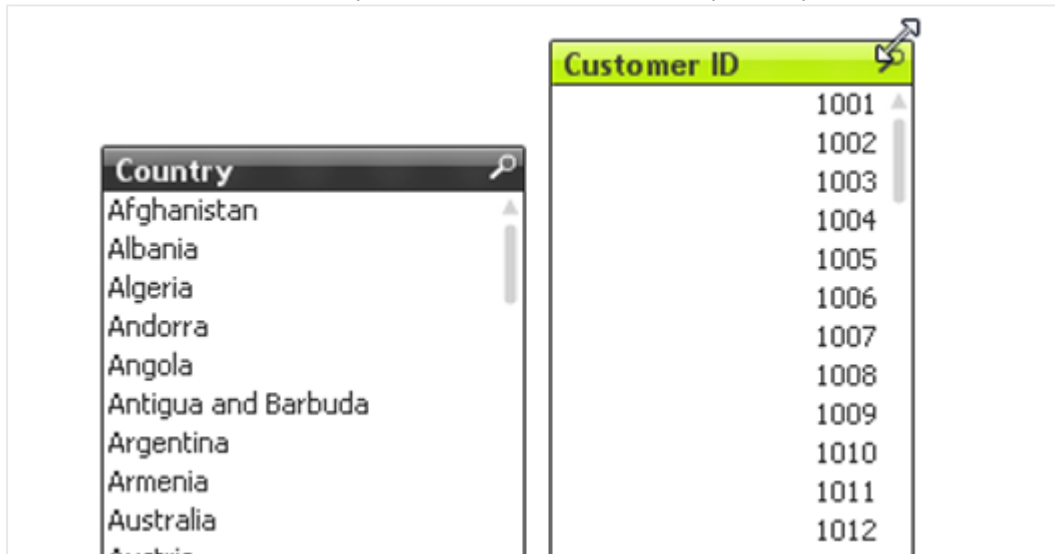 Customer ID
1001
1002
1003
1004
1005
1006
1007
1008
1009
1010
1011
1012
Country
Afghanistan
Albania
Algeria
Andorra
Angola
Antigua and Barbuda
Argentina
Armenia
Australia